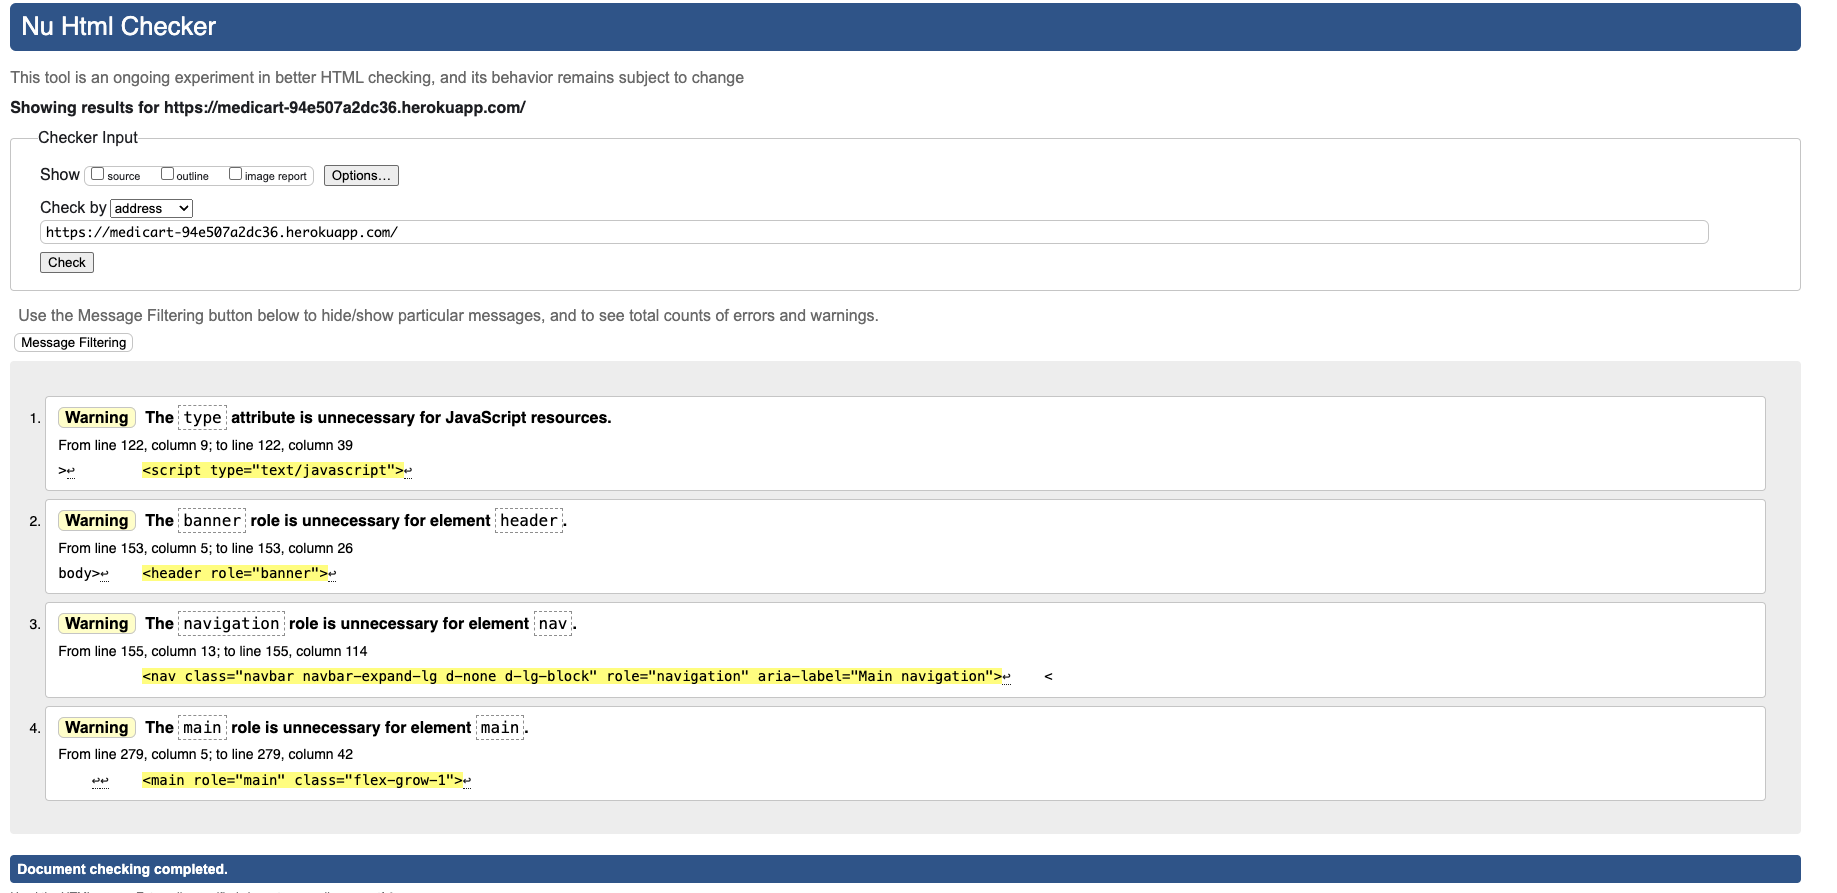 Nu Html Checker
This tool is an ongoing experiment in better HTML checking, and its behavior remains subject to change
Showing results for https://medicart-94e507a2dc36.herokuapp.com/
Checker Input
Show source outline image report Options...
Check by address
https://medicart-94e507a2dc36.herokuapp.com/
Check
Use the Message Filtering button below to hide/show particular messages, and to see total counts of errors and warnings.
Message Filtering
1. Warning The type attribute is unnecessary for JavaScript resources.
From line 122, column 9; to line 122, column 39
>↩ <script type="text/javascript">↩
2. Warning The banner role is unnecessary for element header.
From line 153, column 5; to line 153, column 26
body>↩ <header role="banner">↩
3. Warning The navigation role is unnecessary for element nav.
From line 155, column 13; to line 155, column 114
<nav class="navbar navbar-expand-lg d-none d-lg-block" role="navigation" aria-label="Main navigation">↩ <
4. Warning The main role is unnecessary for element main.
From line 279, column 5; to line 279, column 42
↩↩ <main role="main" class="flex-grow-1">↩
Document checking completed.